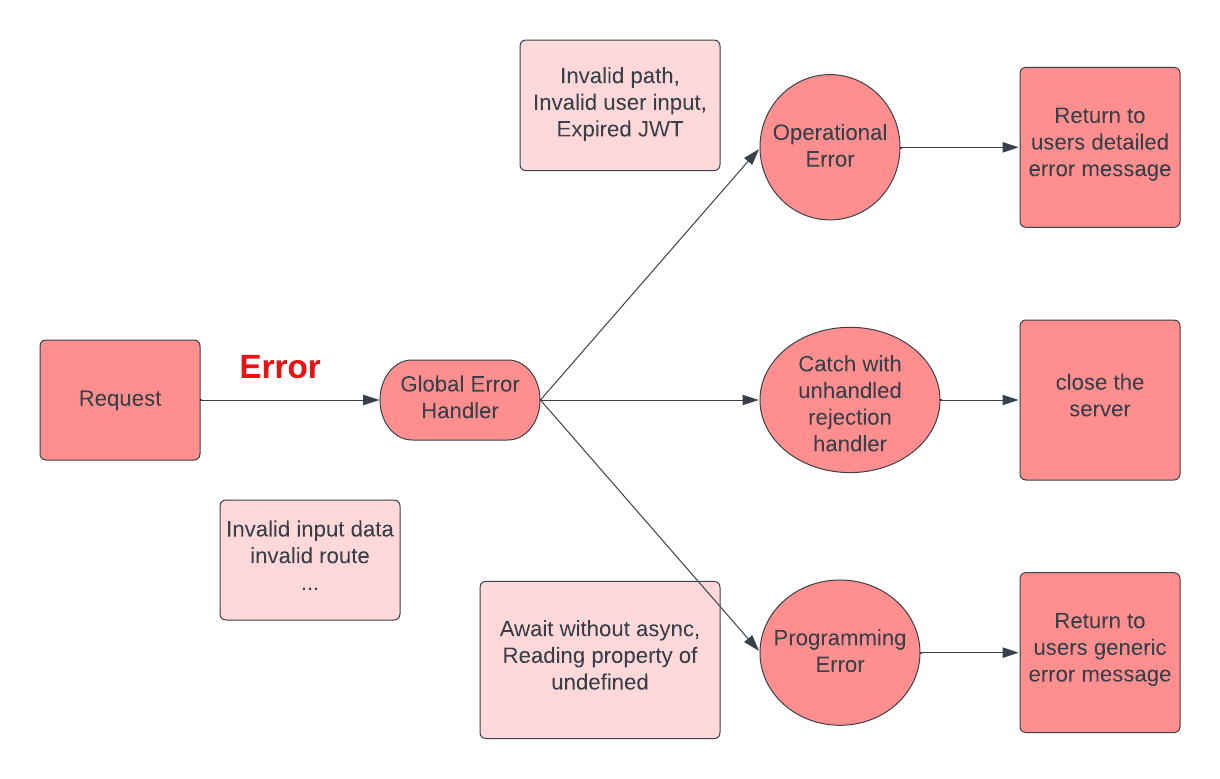 Invalid path,
Invalid user input,
Expired JWT
Operational
Error
Return to
users detailed
error message
Request
Error
Global Error
Handler
Catch with
unhandled
rejection
handler
close the
server
Invalid input data
invalid route
...
Await without async,
Reading property of
undefined
Programming
Error
Return to
users generic
error message